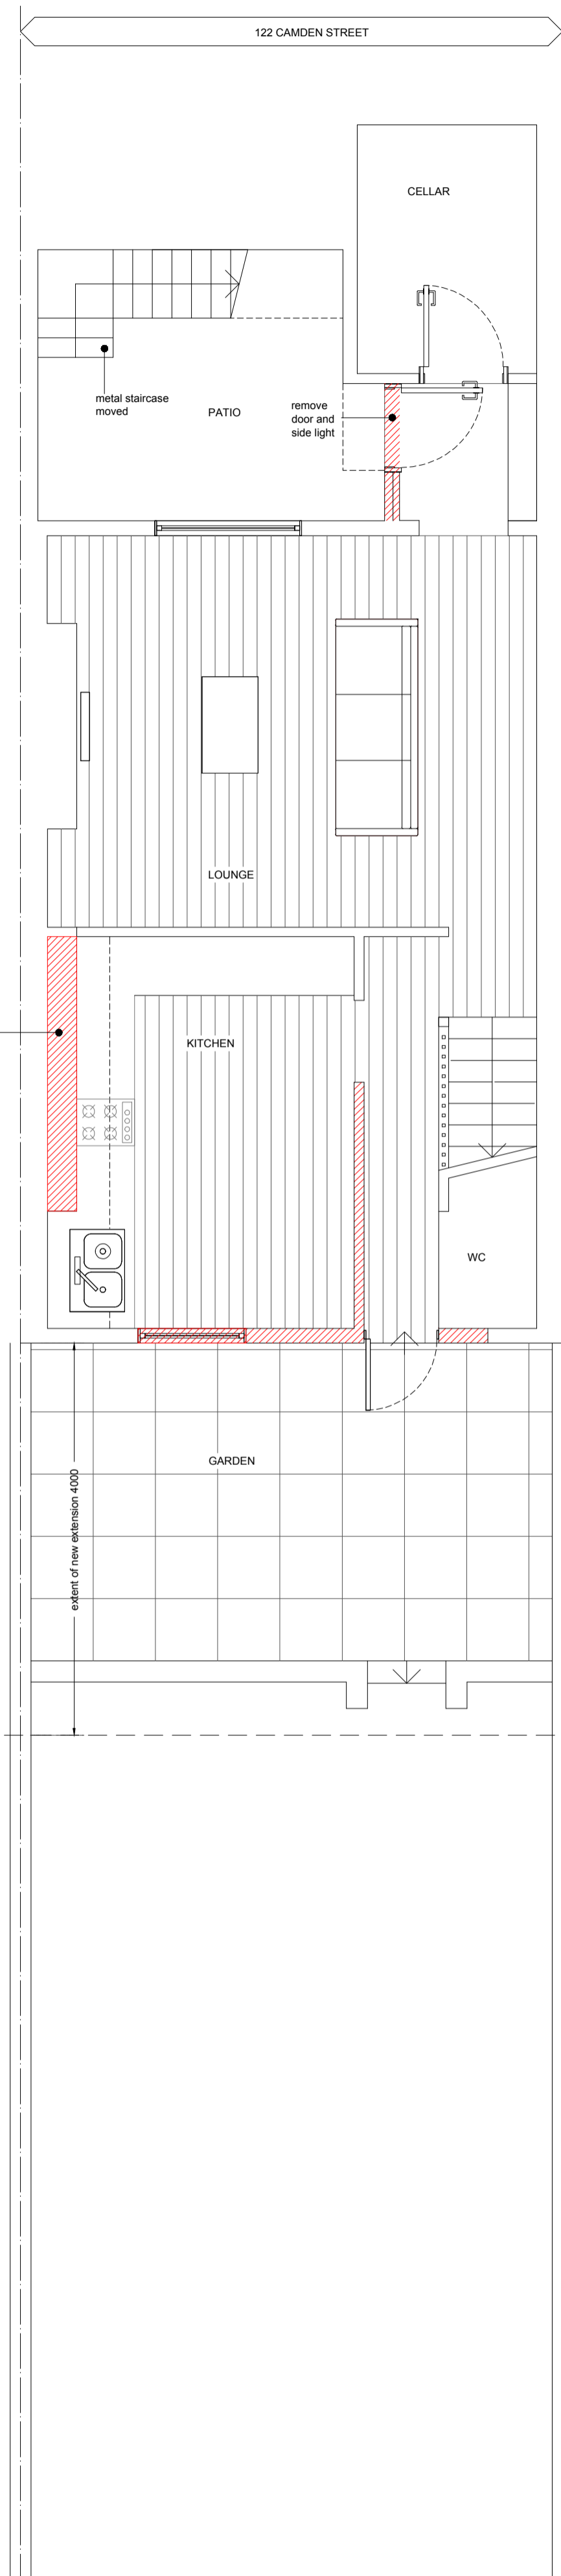 122 CAMDEN STREET
CELLAR
metal staircase
moved
PATIO
remove
door and
side light
LOUNGE
KITCHEN
WC
GARDEN
extent of new extension 4000